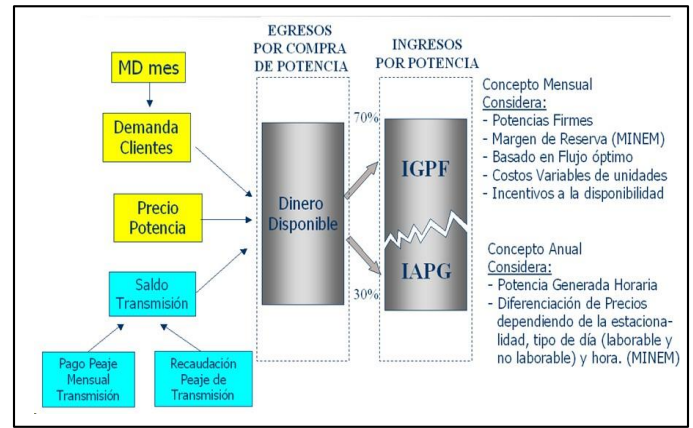 EGRESOS
POR COMPRA
DE POTENCIA
INGRESOS
POR POTENCIA
MD mes
Demanda
Clientes
Precio
Potencia
Saldo
Transmisión
Pago Peaje
Mensual
Transmisión
Recaudación
Peaje de
Transmisión
Dinero
Disponible
70%
30%
IGPF
IAPG
Concepto Mensual
Considera:
- Potencias Firmes
- Margen de Reserva (MINEM)
- Basado en Flujo óptimo
- Costos Variables de unidades
- Incentivos a la disponibilidad
Concepto Anual
Considera:
- Potencia Generada Horaria
- Diferenciación de Precios
dependiendo de la estaciona-
lidad, tipo de día (laborable y
no laborable) y hora. (MINEM)